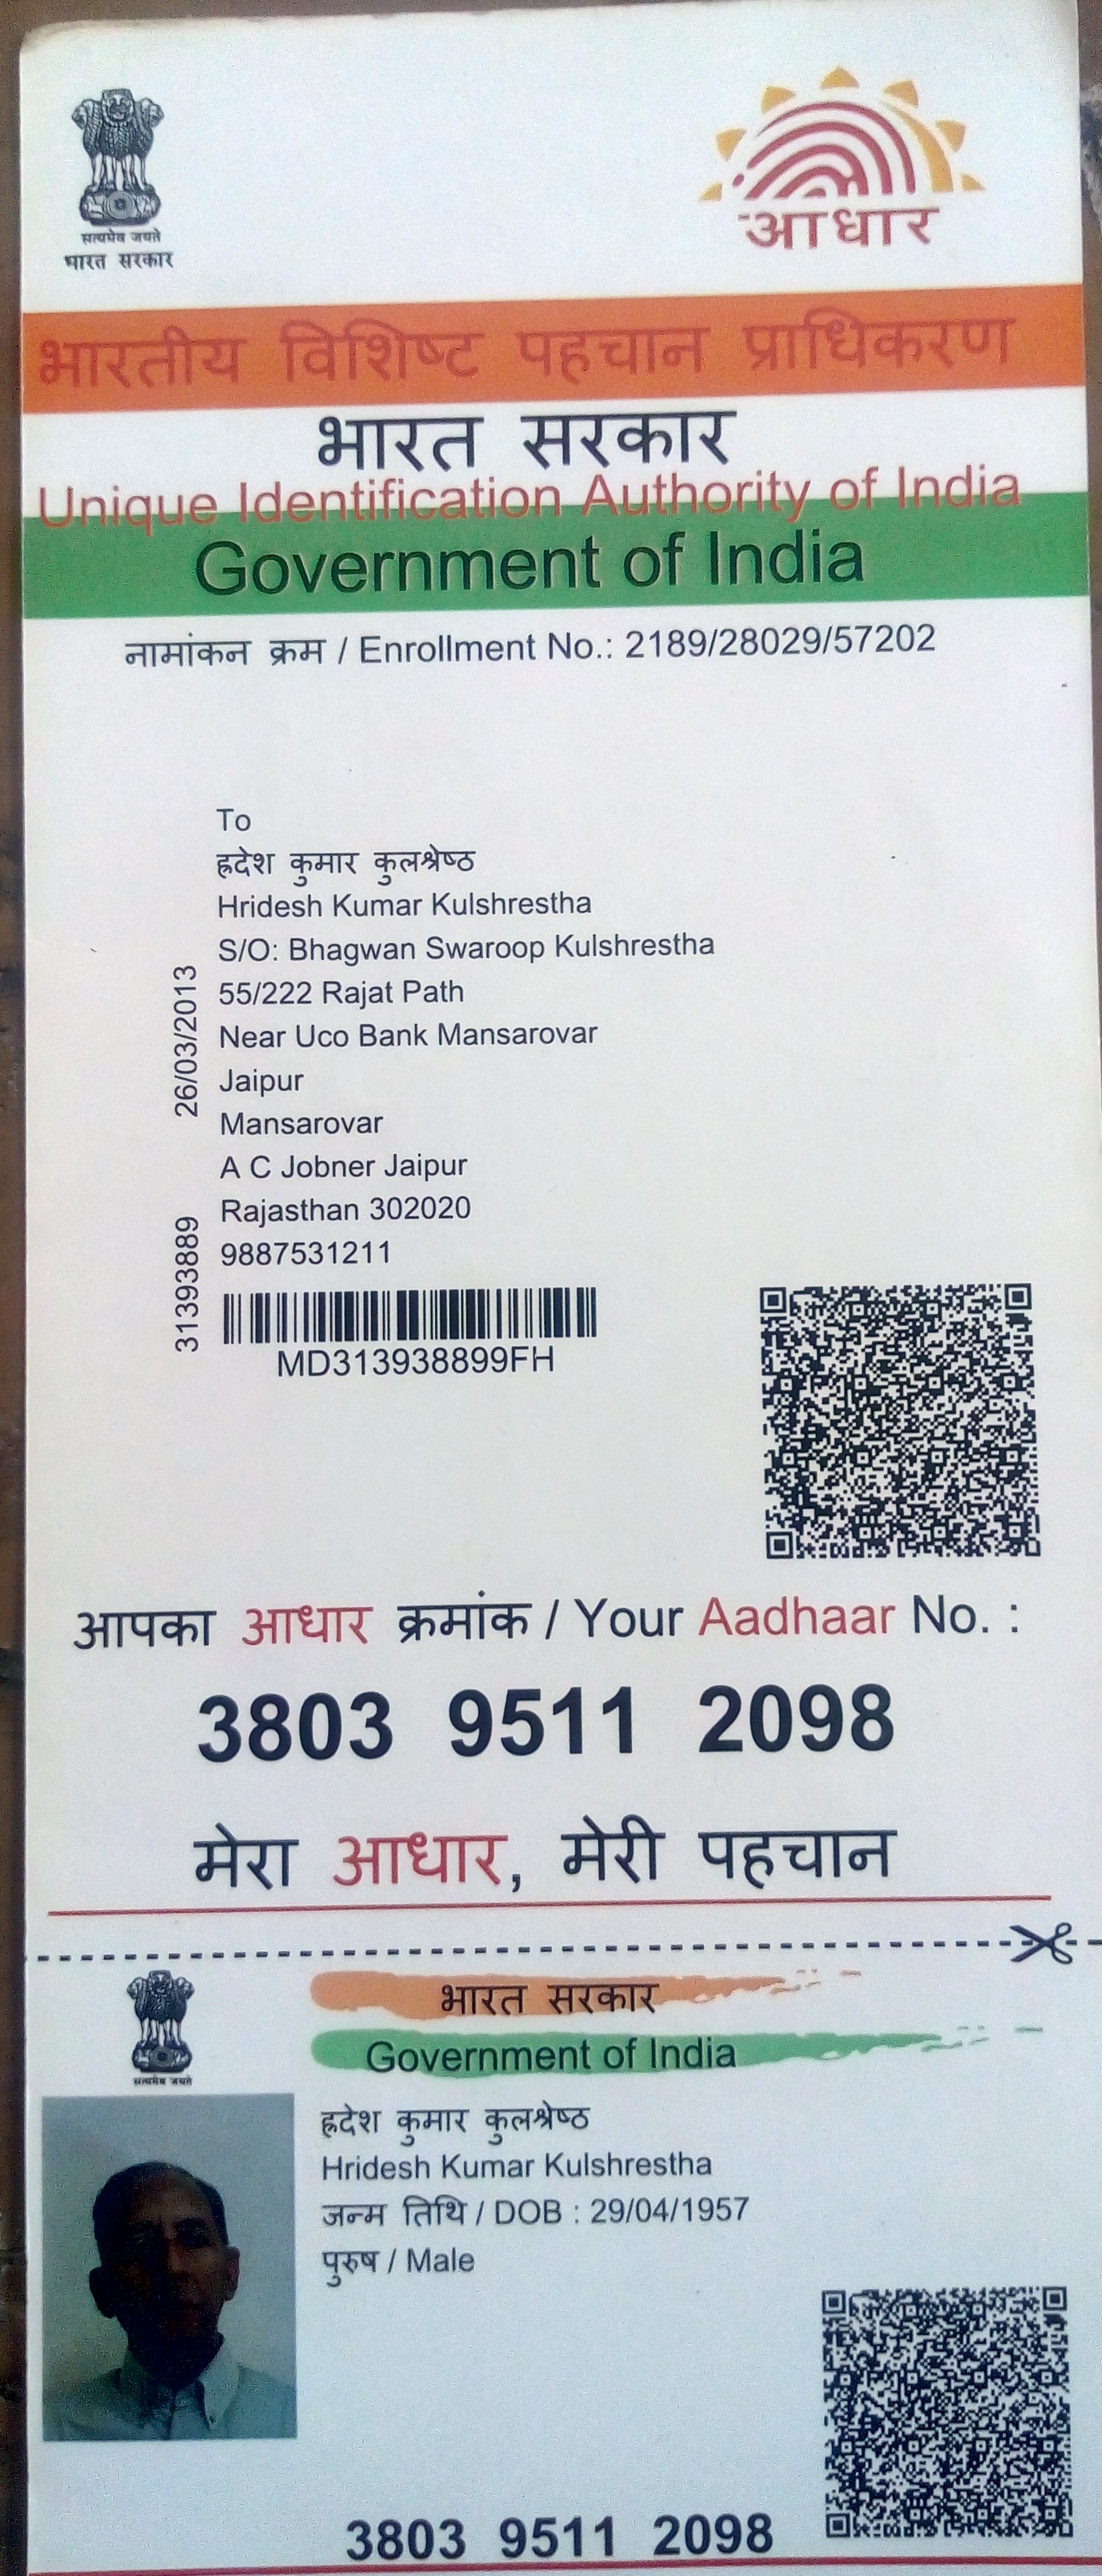 सत्यमेव जयते
भारत सरकार
आधार
भारतीय विशिष्ट पहचान प्राधिकरण
भारत सरकार
Unique Identification Authority of India
Government of India
नामांकन क्रम / Enrollment No.: 2189/28029/57202
To
ह्रदेश कुमार कुलश्रेष्ठ
Hridesh Kumar Kulshrestha
S/O: Bhagwan Swaroop Kulshrestha
55/222 Rajat Path
Near Uco Bank Mansarovar
Jaipur
Mansarovar
A C Jobner Jaipur
Rajasthan 302020
9887531211
26/03/2013
31393889
MD313938899FH
आपका आधार क्रमांक / Your Aadhaar No. :
3803 9511 2098
मेरा आधार, मेरी पहचान
सत्यमेव जयते
भारत सरकार
Government of India
ह्रदेश कुमार कुलश्रेष्ठ
Hridesh Kumar Kulshrestha
जन्म तिथि / DOB : 29/04/1957
पुरुष / Male
3803 9511 2098